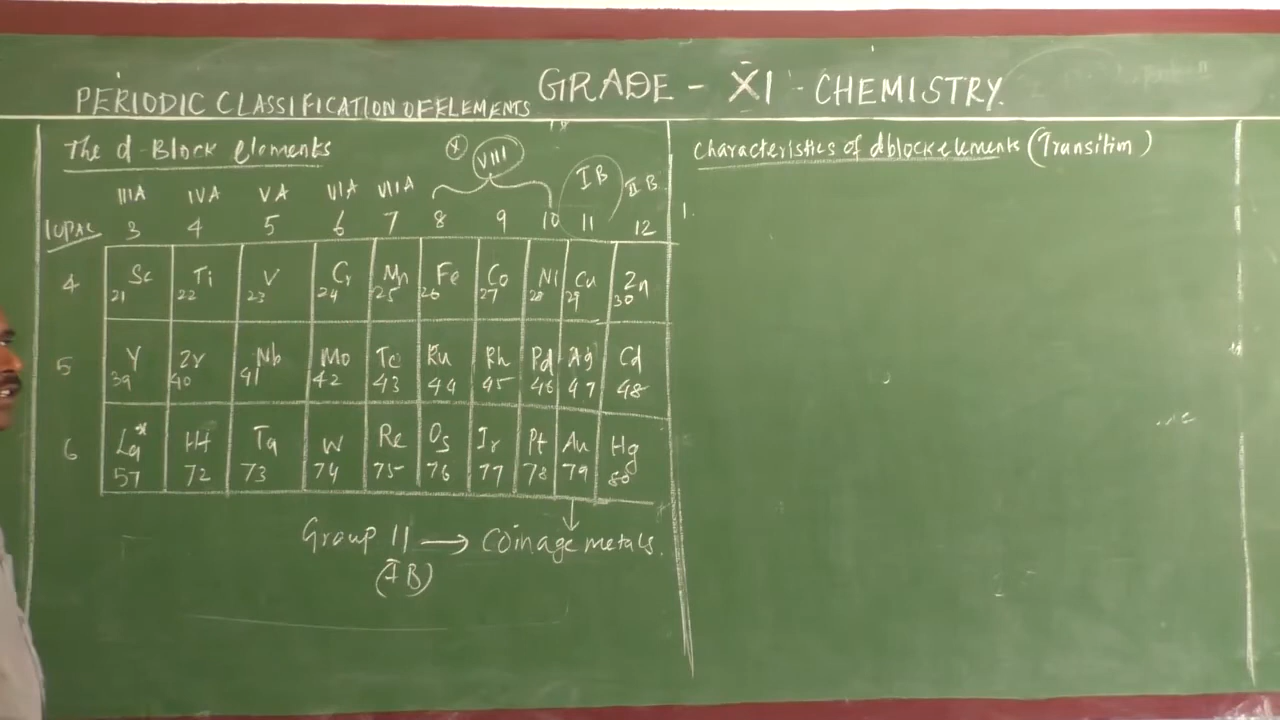 GRADE - XI - CHEMISTRY.
PERIODIC CLASSIFICATION OF ELEMENTS
The d-Block elements
X VIII
IIIA IVA VA VIA VIIA IB IIB
IUPAC 3 4 5 6 7 8 9 10 11 12
4 Sc Ti V Cr Mn Fe Co Ni Cu Zn
21 22 23 24 25 26 27 28 29 30
5 Y Zr Nb Mo Tc Ru Rh Pd Ag Cd
39 40 41 42 43 44 45 46 47 48
6 La* Hf Ta W Re Os Ir Pt Au Hg
57 72 73 74 75 76 77 78 79 80
Group 11 → Coinage metals.
(IB)
Characteristics of d block elements (Transition)
1.